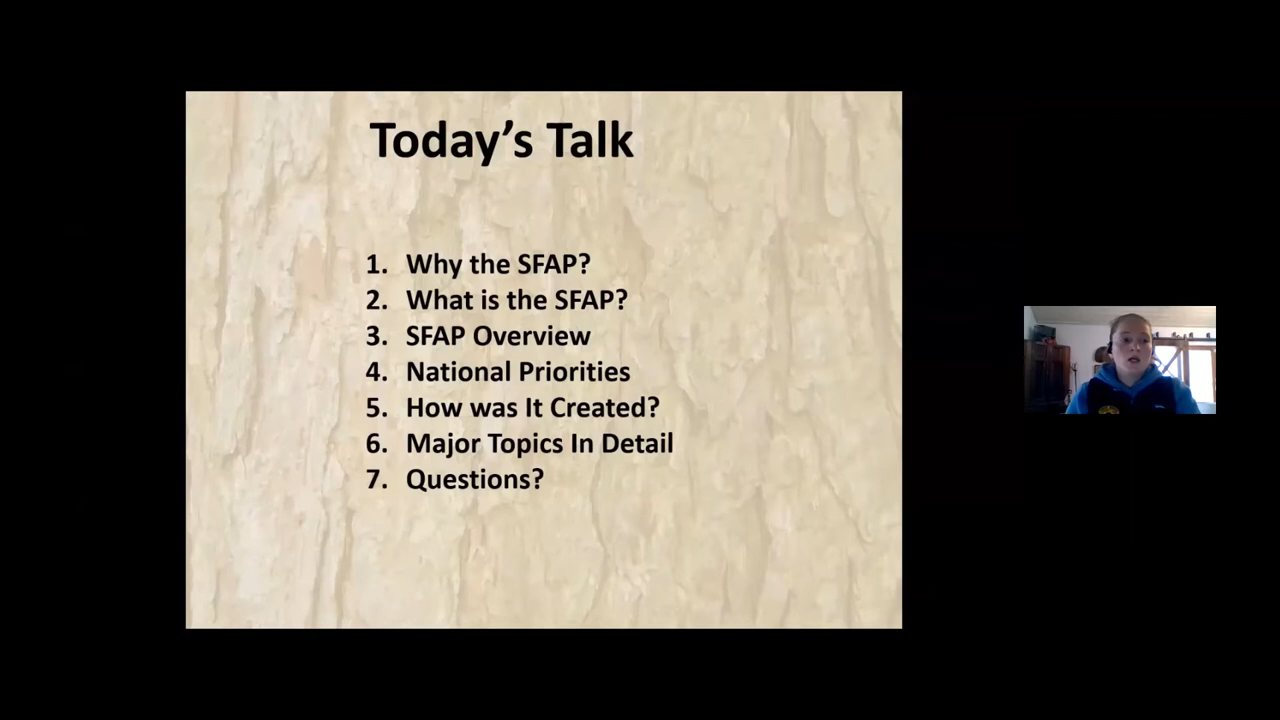 Today’s Talk
1. Why the SFAP?
2. What is the SFAP?
3. SFAP Overview
4. National Priorities
5. How was It Created?
6. Major Topics In Detail
7. Questions?